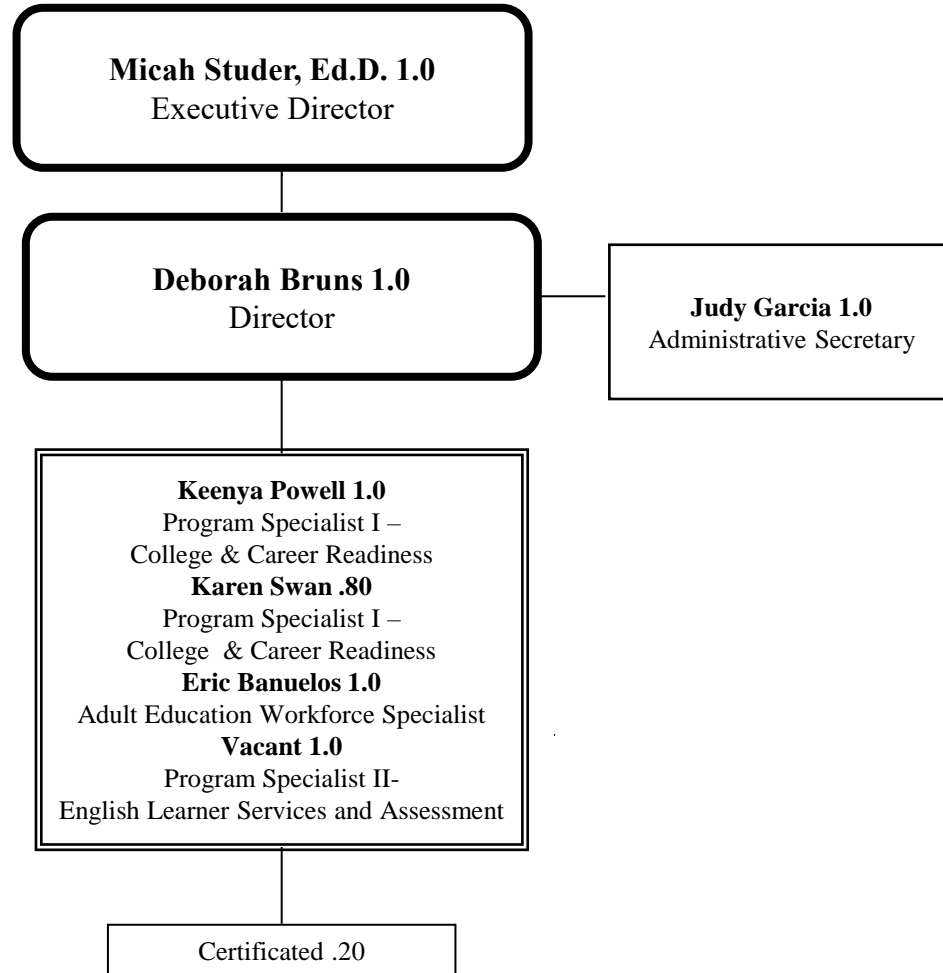 Micah Studer, Ed.D. 1.0
Executive Director
Deborah Bruns 1.0
Director
Judy Garcia 1.0
Administrative Secretary
Keenya Powell 1.0
Program Specialist I –
College & Career Readiness
Karen Swan .80
Program Specialist I –
College & Career Readiness
Eric Banuelos 1.0
Adult Education Workforce Specialist
Vacant 1.0
Program Specialist II-
English Learner Services and Assessment
Certificated .20